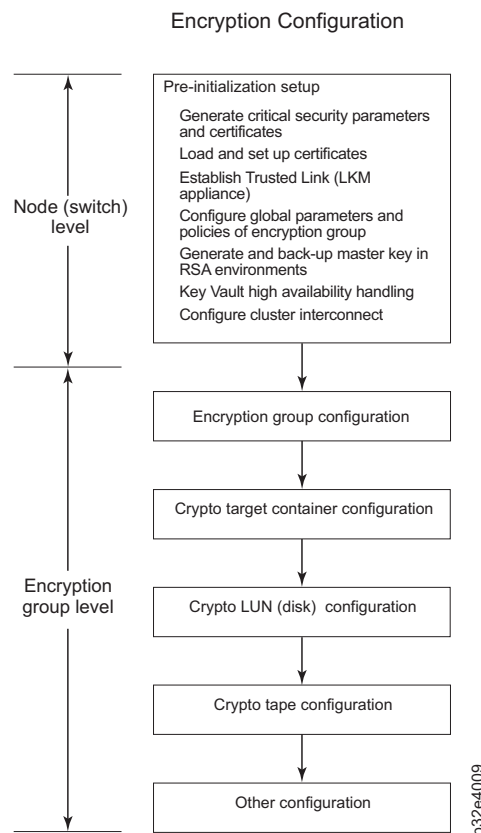 Encryption Configuration
Pre-initialization setup
Generate critical security parameters
and certificates
Load and set up certificates
Establish Trusted Link (LKM
appliance)
Configure global parameters and
policies of encryption group
Generate and back-up master key in
RSA environments
Key Vault high availability handling
Configure cluster interconnect
Node (switch)
level
Encryption group configuration
Crypto target container configuration
Encryption
group level
Crypto LUN (disk) configuration
Crypto tape configuration
Other configuration